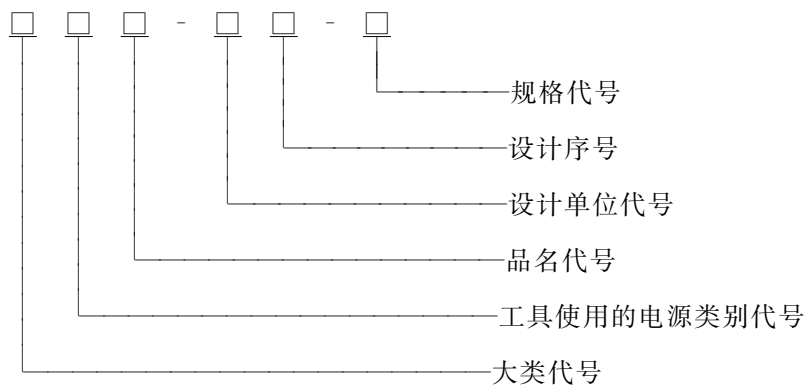 □ □ □ - □ □ - □
规格代号
设计序号
设计单位代号
品名代号
工具使用的电源类别代号
大类代号